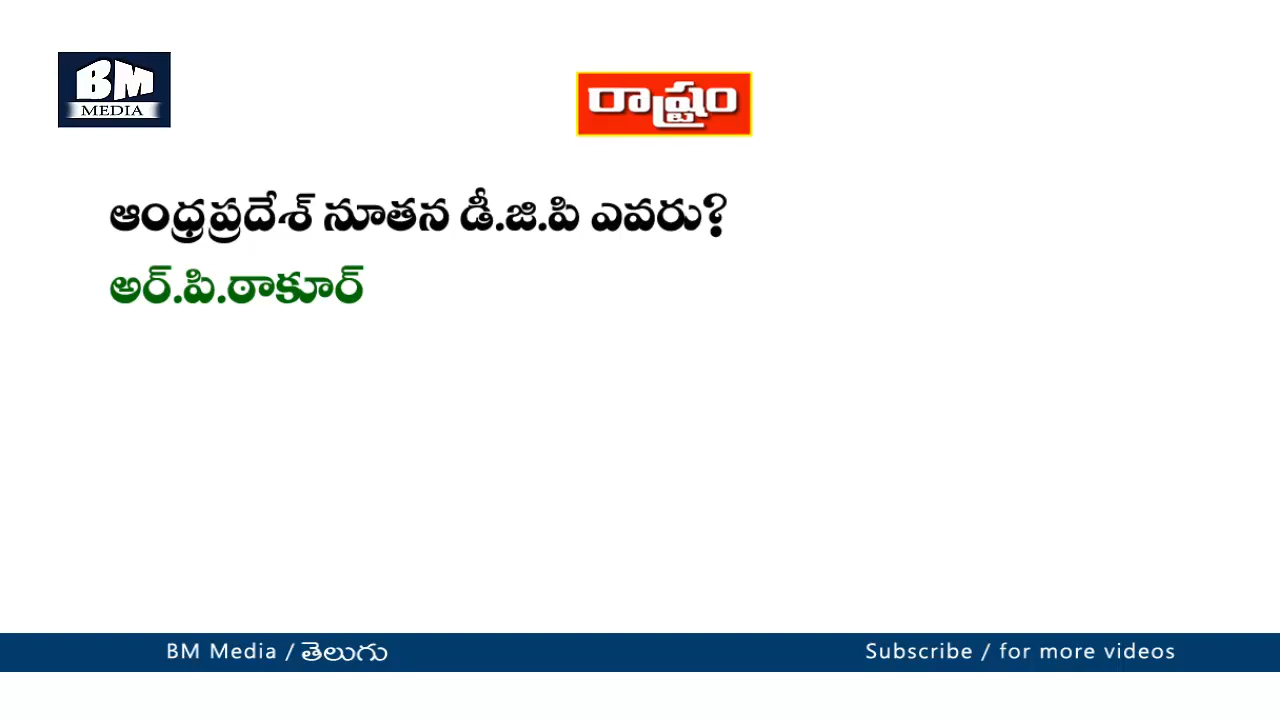 BM
MEDIA
రాష్ట్రం
ఆంధ్రప్రదేశ్ నూతన డీ.జి.పి ఎవరు?
అర్.పి.ఠాకూర్
BM Media / తెలుగు
Subscribe / for more videos